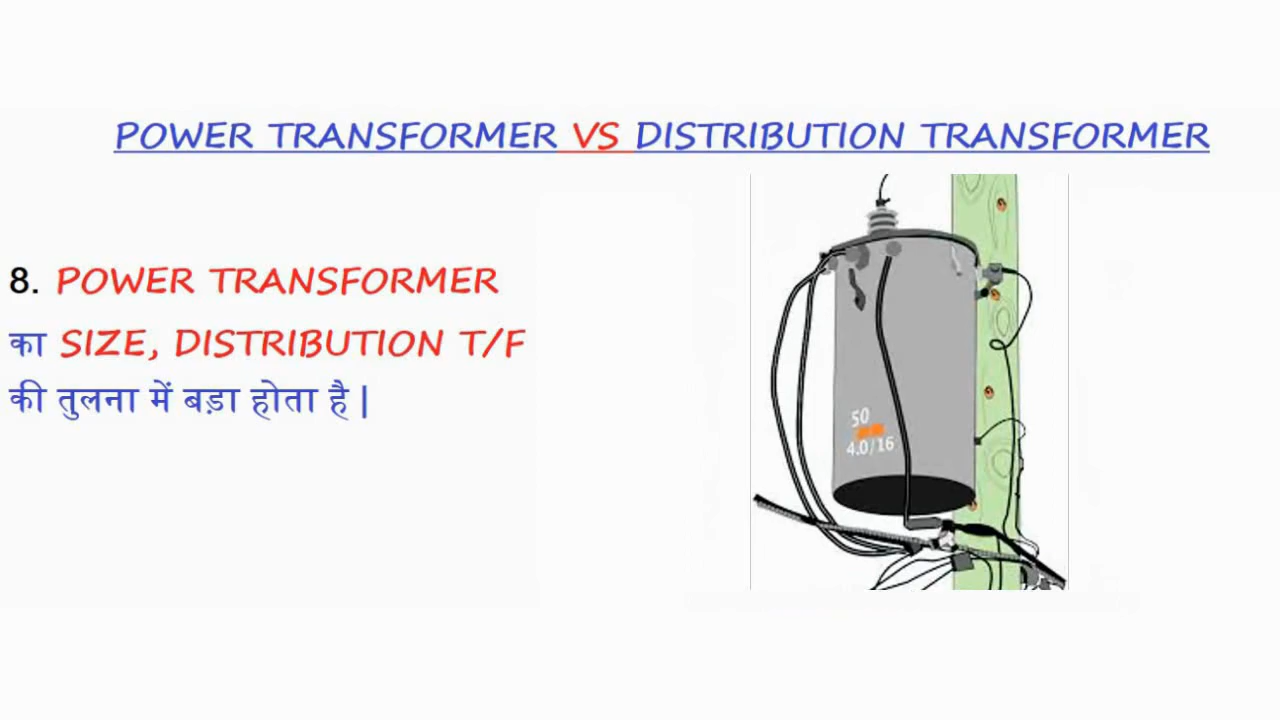 POWER TRANSFORMER VS DISTRIBUTION TRANSFORMER
8. POWER TRANSFORMER
का SIZE, DISTRIBUTION T/F
की तुलना में बड़ा होता है |
50
4.0/16